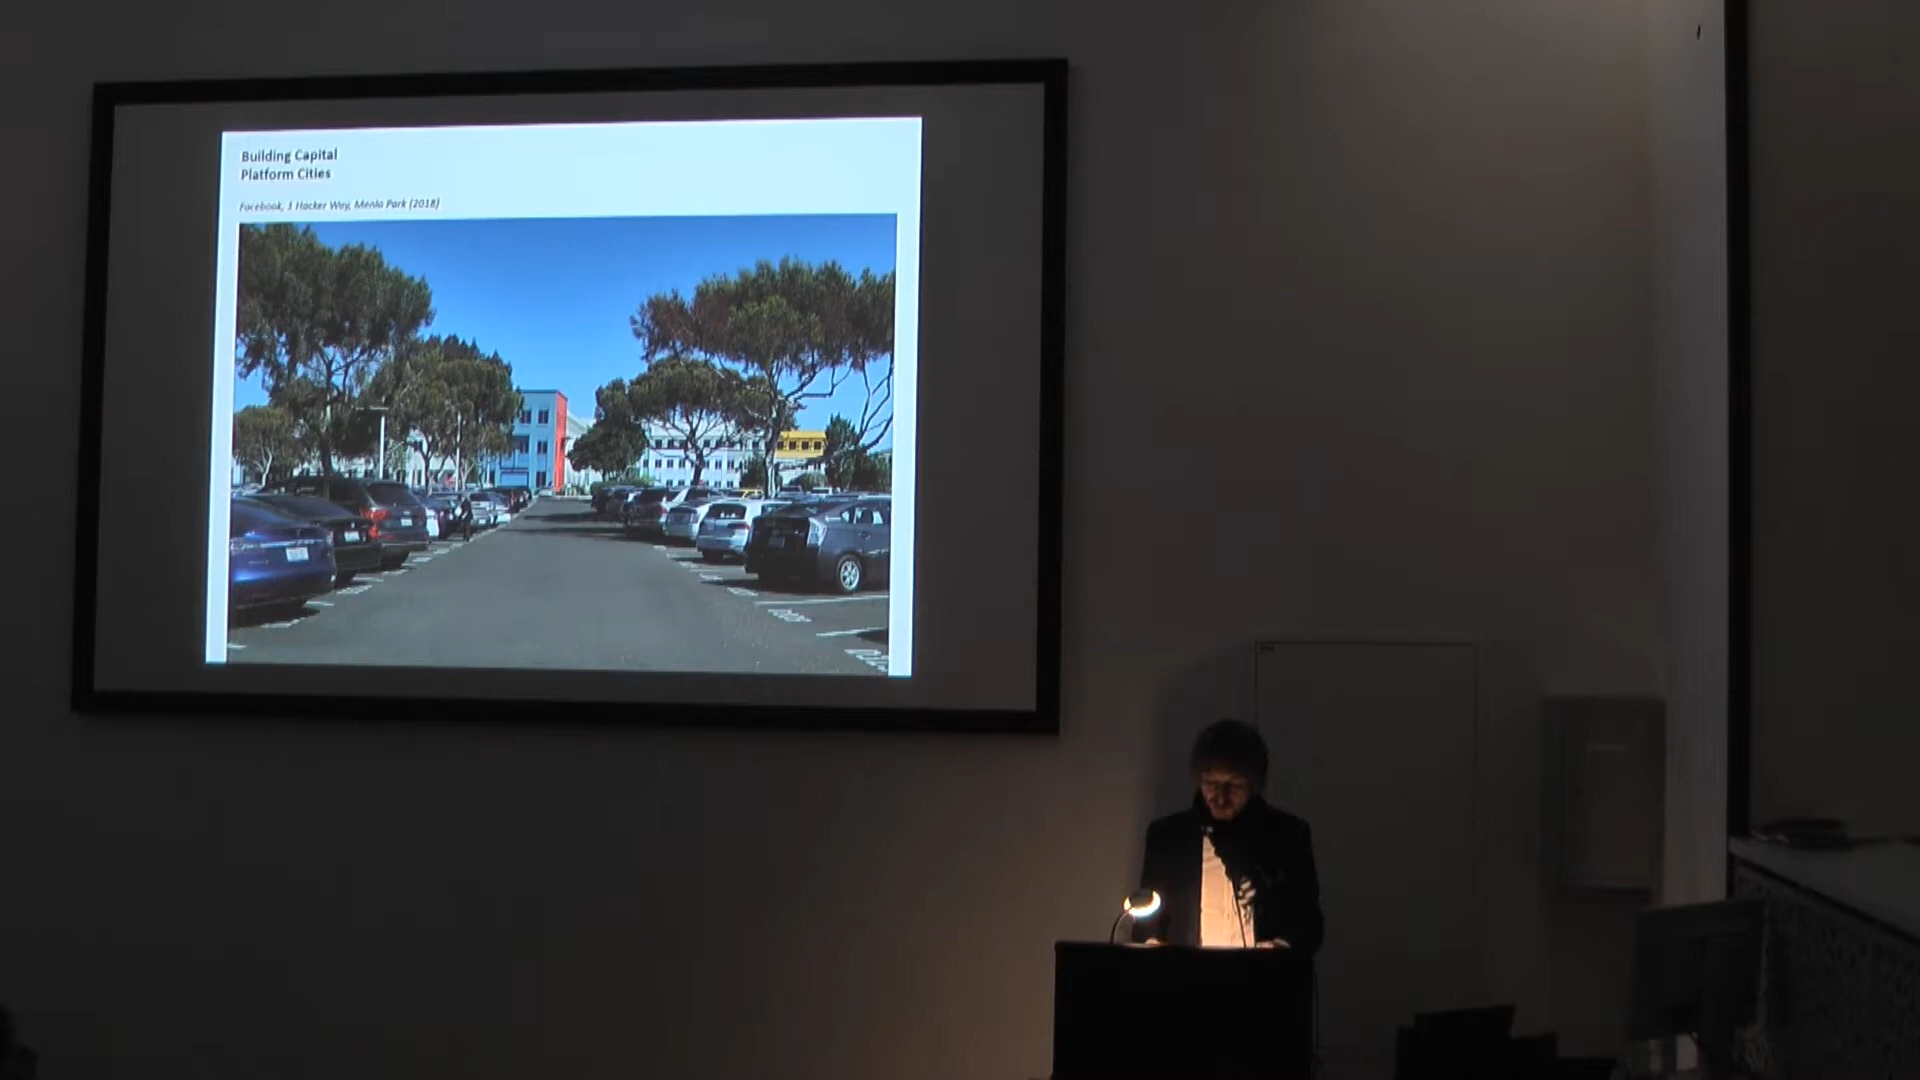 Building Capital
Platform Cities
Facebook, 1 Hacker Way, Menlo Park (2018)